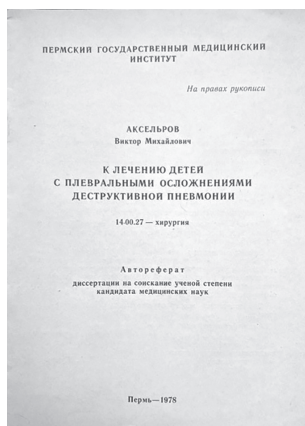 ПЕРМСКИЙ ГОСУДАРСТВЕННЫЙ МЕДИЦИНСКИЙ
ИНСТИТУТ
На правах рукописи
АКСЕЛЬРОВ
Виктор Михайлович
К ЛЕЧЕНИЮ ДЕТЕЙ
С ПЛЕВРАЛЬНЫМИ ОСЛОЖНЕНИЯМИ
ДЕСТРУКТИВНОЙ ПНЕВМОНИИ
14.00.27 — хирургия
Автореферат
диссертации на соискание ученой степени
кандидата медицинских наук
Пермь—1978